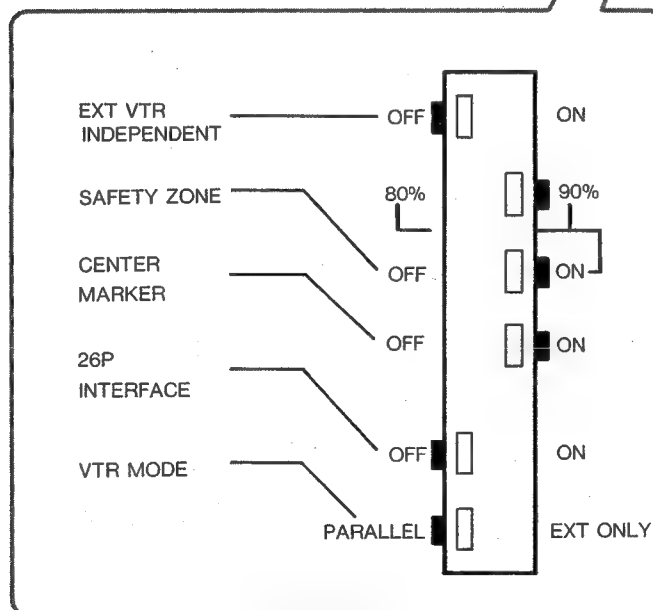 EXT VTR
INDEPENDENT
OFF
ON
80%
90%
SAFETY ZONE
OFF
ON
CENTER
MARKER
OFF
ON
26P
INTERFACE
OFF
ON
VTR MODE
PARALLEL
EXT ONLY